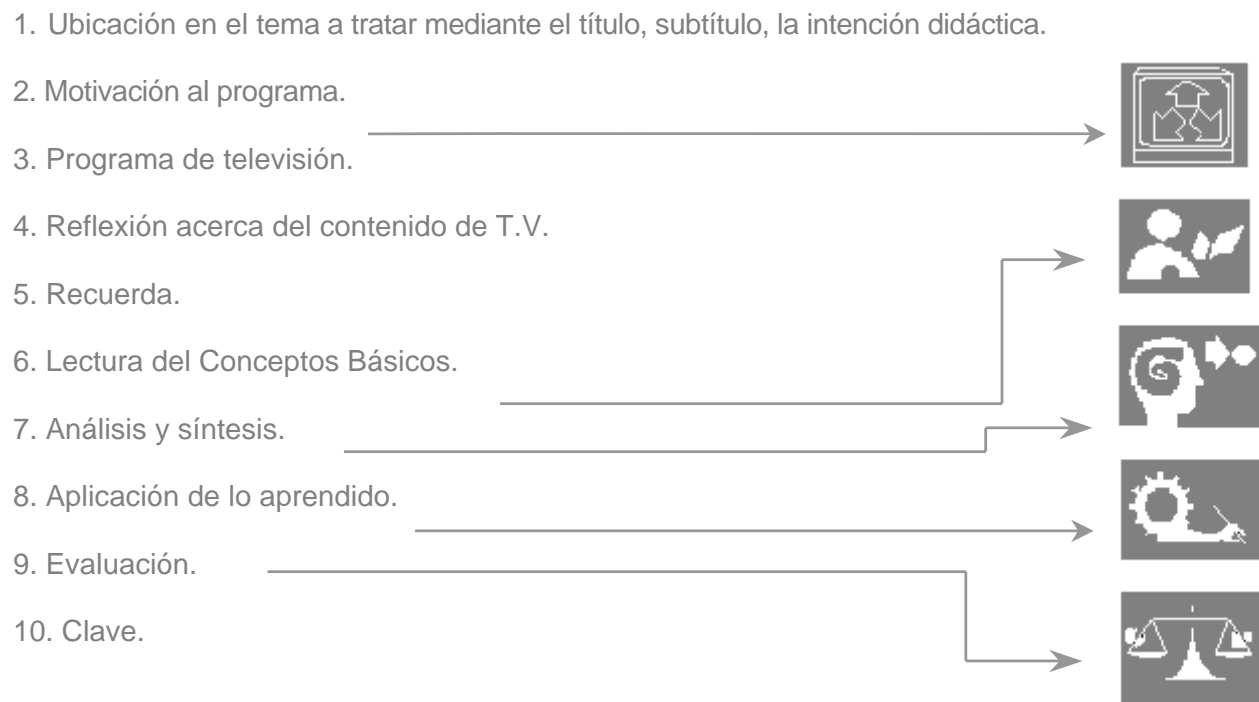 1. Ubicación en el tema a tratar mediante el título, subtítulo, la intención didáctica.
2. Motivación al programa.
3. Programa de televisión.
4. Reflexión acerca del contenido de T.V.
5. Recuerda.
6. Lectura del Conceptos Básicos.
7. Análisis y síntesis.
8. Aplicación de lo aprendido.
9. Evaluación.
10. Clave.